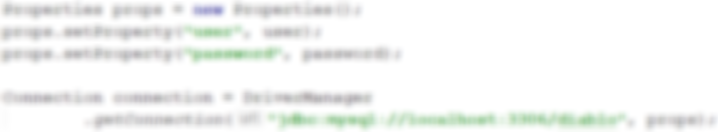 Properties props = new Properties();
props.setProperty("user", user);
props.setProperty("password", password);
Connection connection = DriverManager
.getConnection("jdbc:mysql://localhost:3306/diablo", props);